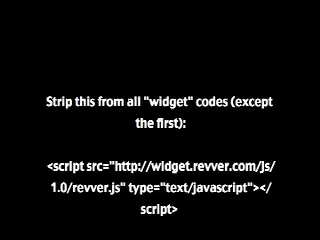 Strip this from all "widget" codes (except
the first):
<script src="http://widget.revver.com/js/
1.0/revver.js" type="text/javascript"></
script>